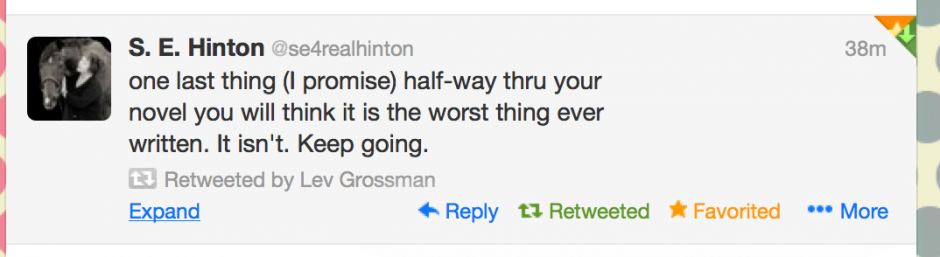 S. E. Hinton @se4realhinton 38m
one last thing (I promise) half-way thru your
novel you will think it is the worst thing ever
written. It isn't. Keep going.
Retweeted by Lev Grossman
Expand Reply Retweeted Favorited More